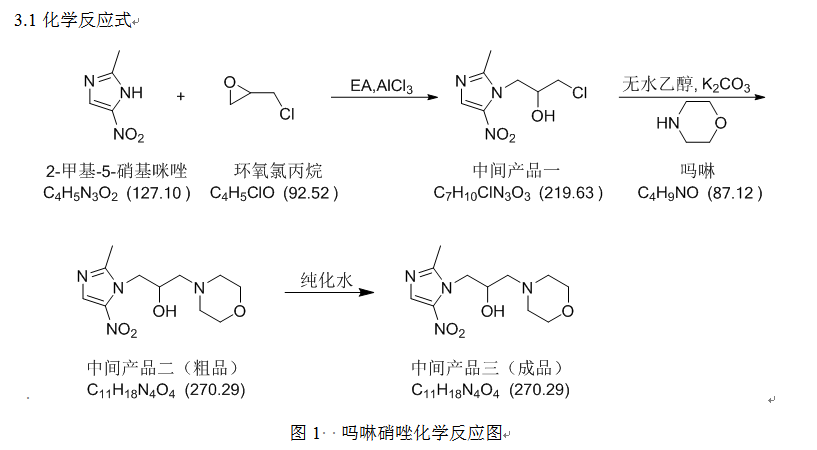 3.1 化学反应式
N NH NO2 + O Cl EA,AlCl3 N N NO2 OH Cl 无水乙醇, K2CO3 HN O
2-甲基-5-硝基咪唑 环氧氯丙烷 中间产品一 吗啉
C4H5N3O2 (127.10) C4H5ClO (92.52) C7H10ClN3O3 (219.63) C4H9NO (87.12)
N N NO2 OH N O 纯化水 N N NO2 OH N O
中间产品二（粗品） 中间产品三（成品）
C11H18N4O4 (270.29) C11H18N4O4 (270.29)
图 1··吗啉硝唑化学反应图